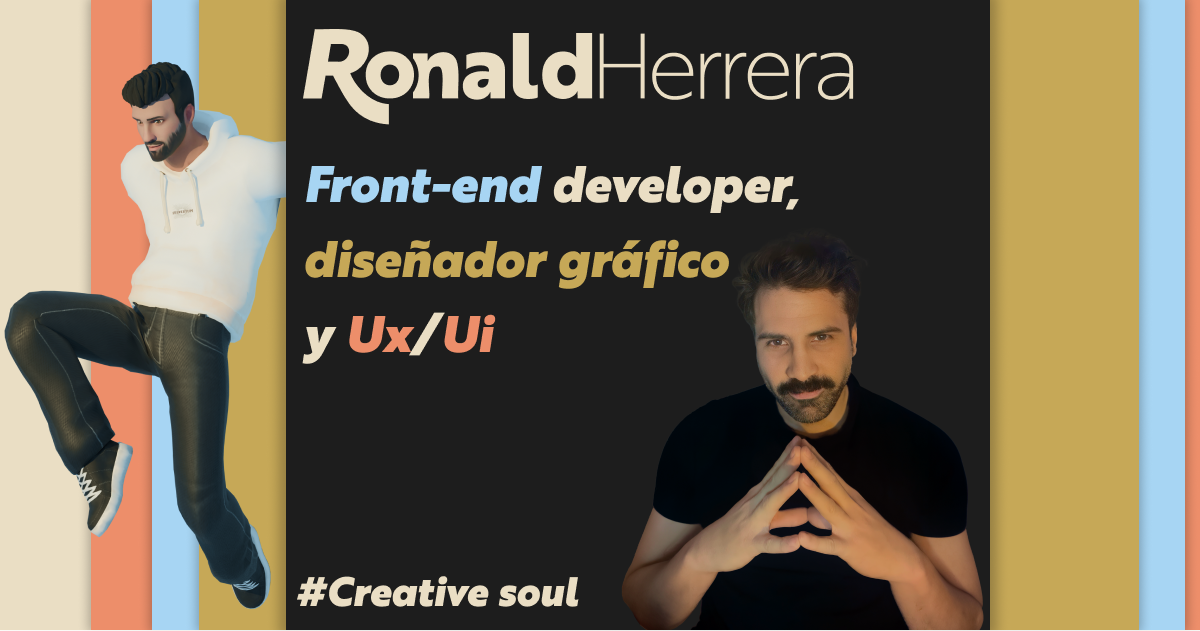 RonaldHerrera
Front-end developer,
diseñador gráfico
y Ux/Ui
#Creative soul